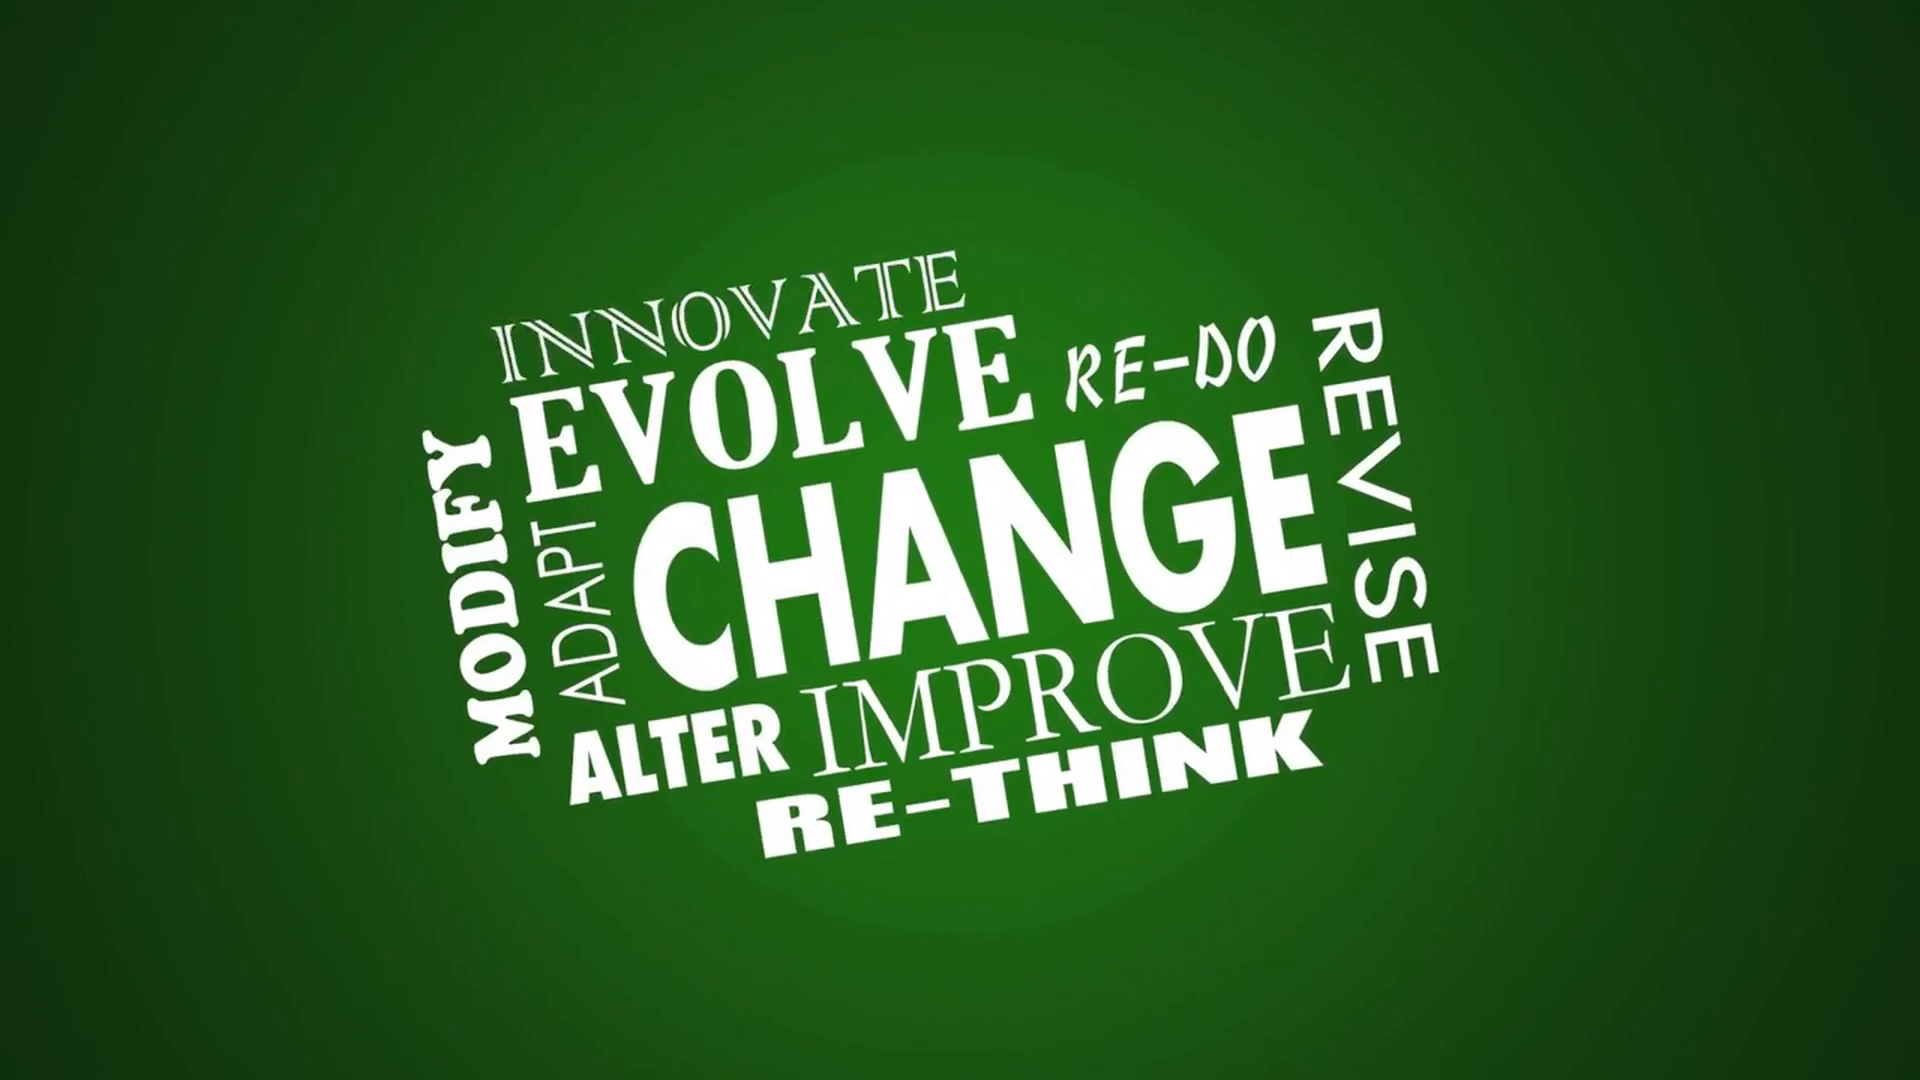 INNOVATE
EVOLVE
RE-DO
REVISE
MODIFY
ADAPT
CHANGE
ALTER
IMPROVE
RE-THINK